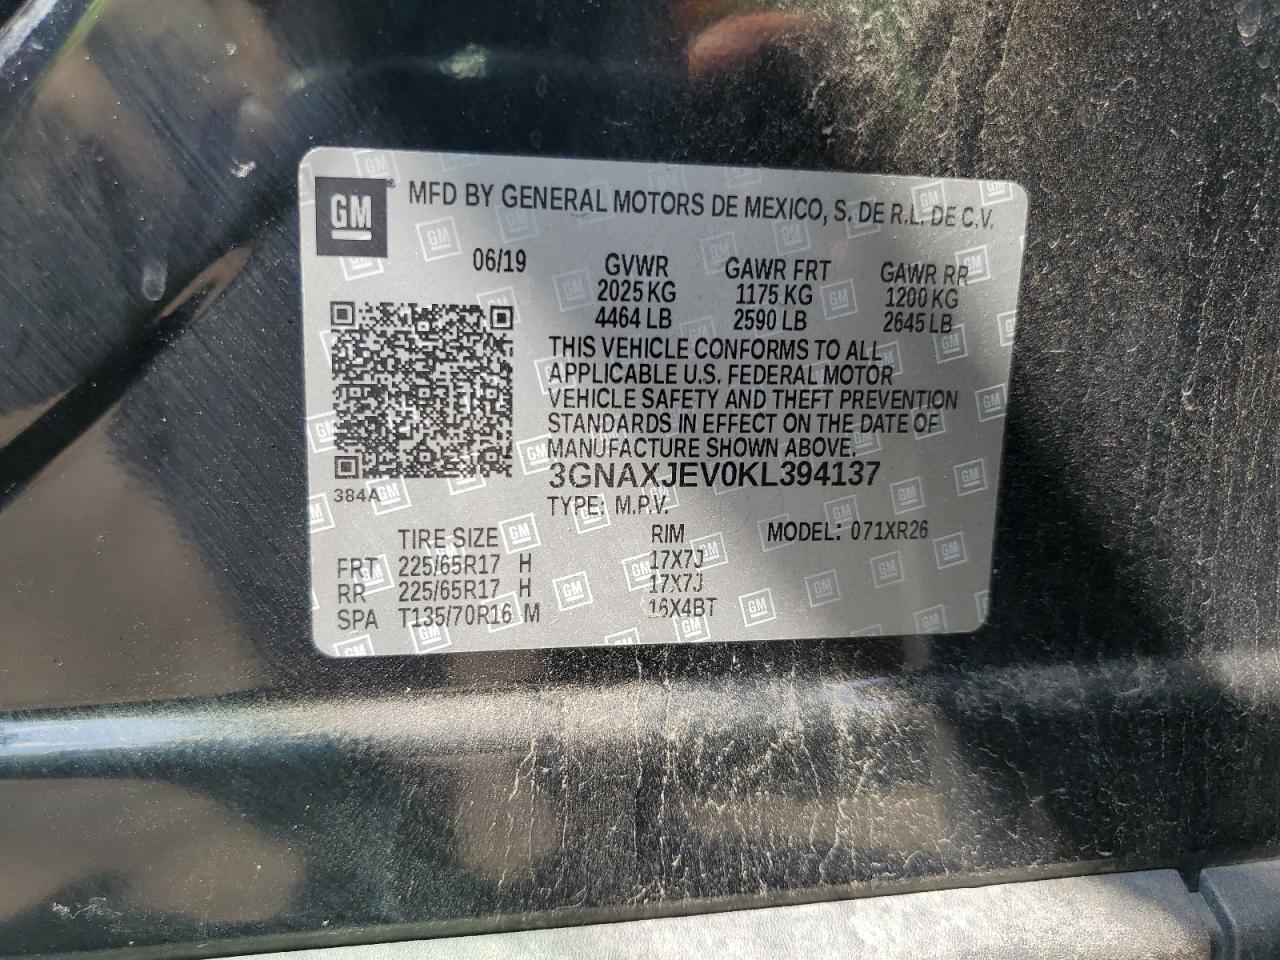 GM MFD BY GENERAL MOTORS DE MEXICO, S. DE R.L. DE C.V.
06/19 GVWR GAWR FRT GAWR RR
2025 KG 1175 KG 1200 KG
4464 LB 2590 LB 2645 LB
THIS VEHICLE CONFORMS TO ALL
APPLICABLE U.S. FEDERAL MOTOR
VEHICLE SAFETY AND THEFT PREVENTION
STANDARDS IN EFFECT ON THE DATE OF
MANUFACTURE SHOWN ABOVE.
3GNAXJEV0KL394137
384A
TYPE: M.P.V.
TIRE SIZE RIM MODEL: 071XR26
FRT 225/65R17 H 17X7J
RR 225/65R17 H 17X7J
SPA T135/70R16 M 16X4BT